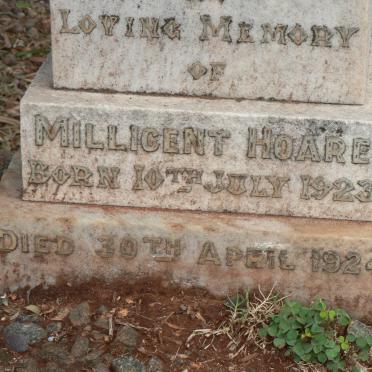 Loving Memory
of
Millicent Hoare
Born 10th July 1923
Died 30th April 1924